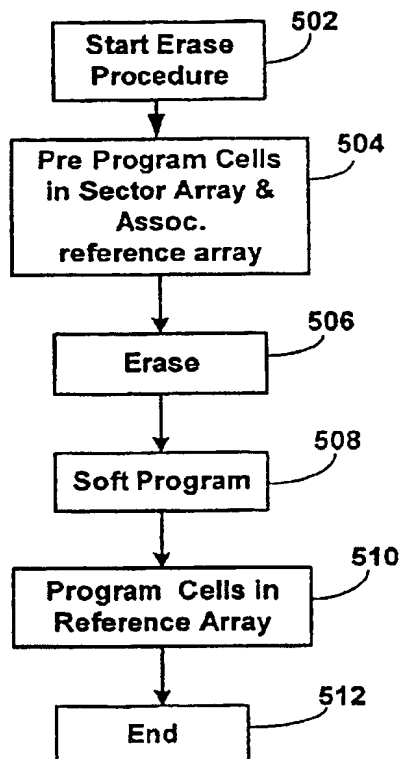 502
Start Erase
Procedure
504
Pre Program Cells
in Sector Array &
Assoc.
reference array
506
Erase
508
Soft Program
510
Program Cells in
Reference Array
512
End